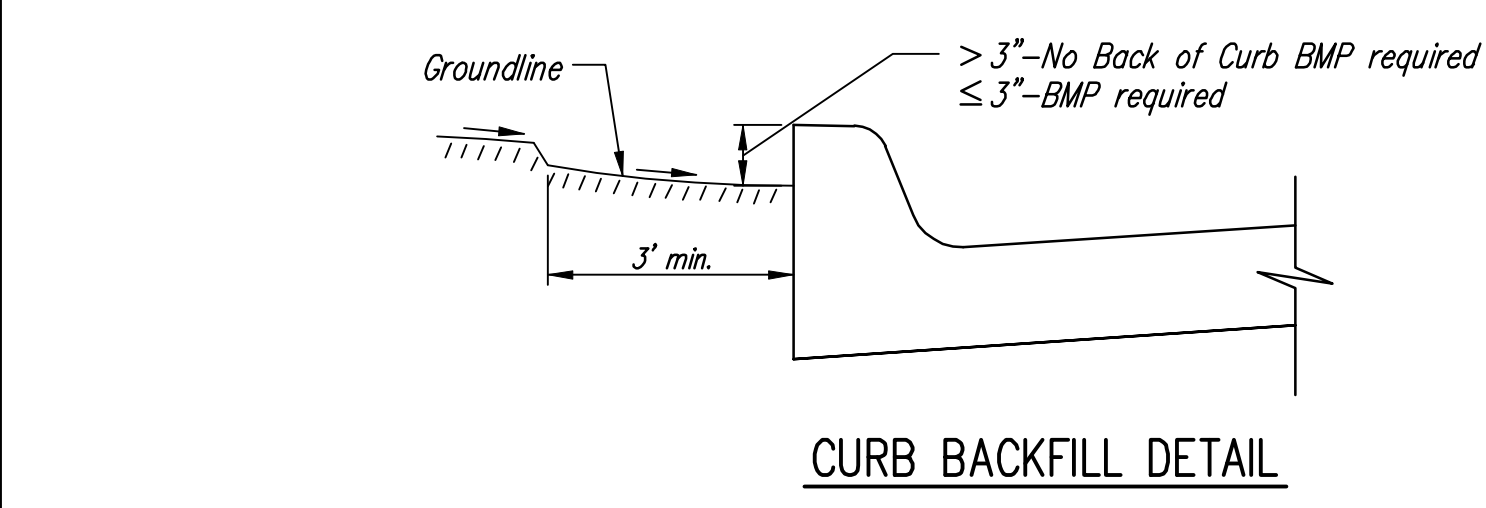 Groundline
> 3"-No Back of Curb BMP required
≤ 3"-BMP required
3' min.
CURB BACKFILL DETAIL